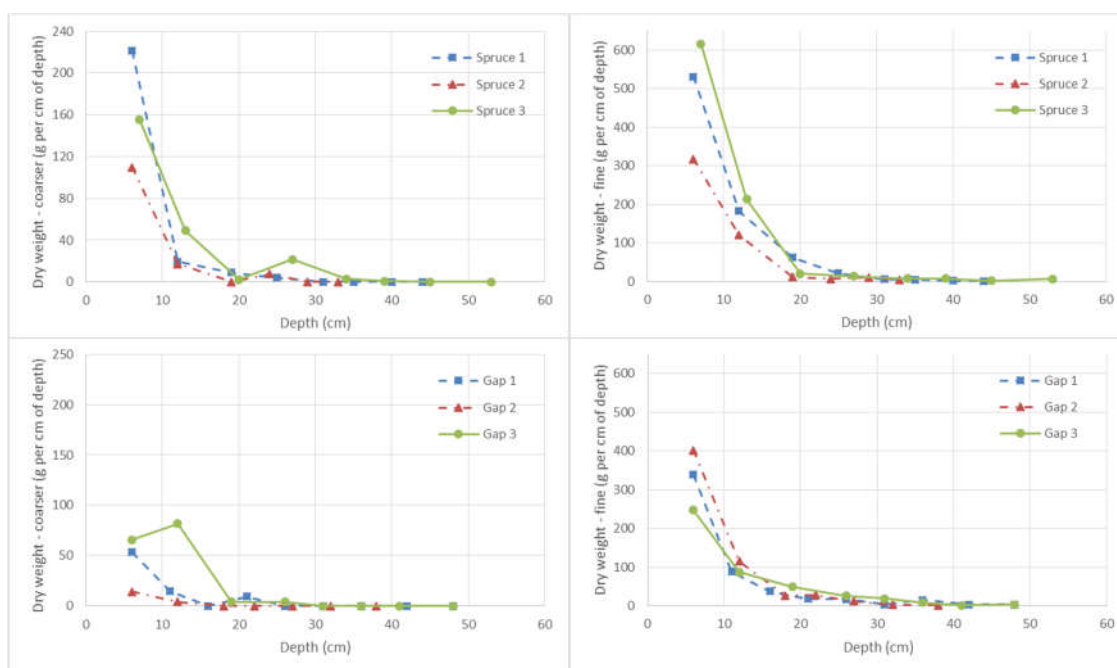 Dry weight - coarser (g per cm of depth)
240
200
160
120
80
40
0
0 10 20 30 40 50 60
Depth (cm)
Spruce 1
Spruce 2
Spruce 3
Dry weight - fine (g per cm of depth)
600
500
400
300
200
100
0
0 10 20 30 40 50 60
Depth (cm)
Spruce 1
Spruce 2
Spruce 3
Dry weight - coarser (g per cm of depth)
250
200
150
100
50
0
0 10 20 30 40 50 60
Depth (cm)
Gap 1
Gap 2
Gap 3
Dry weight - fine (g per cm of depth)
600
500
400
300
200
100
0
0 10 20 30 40 50 60
Depth (cm)
Gap 1
Gap 2
Gap 3